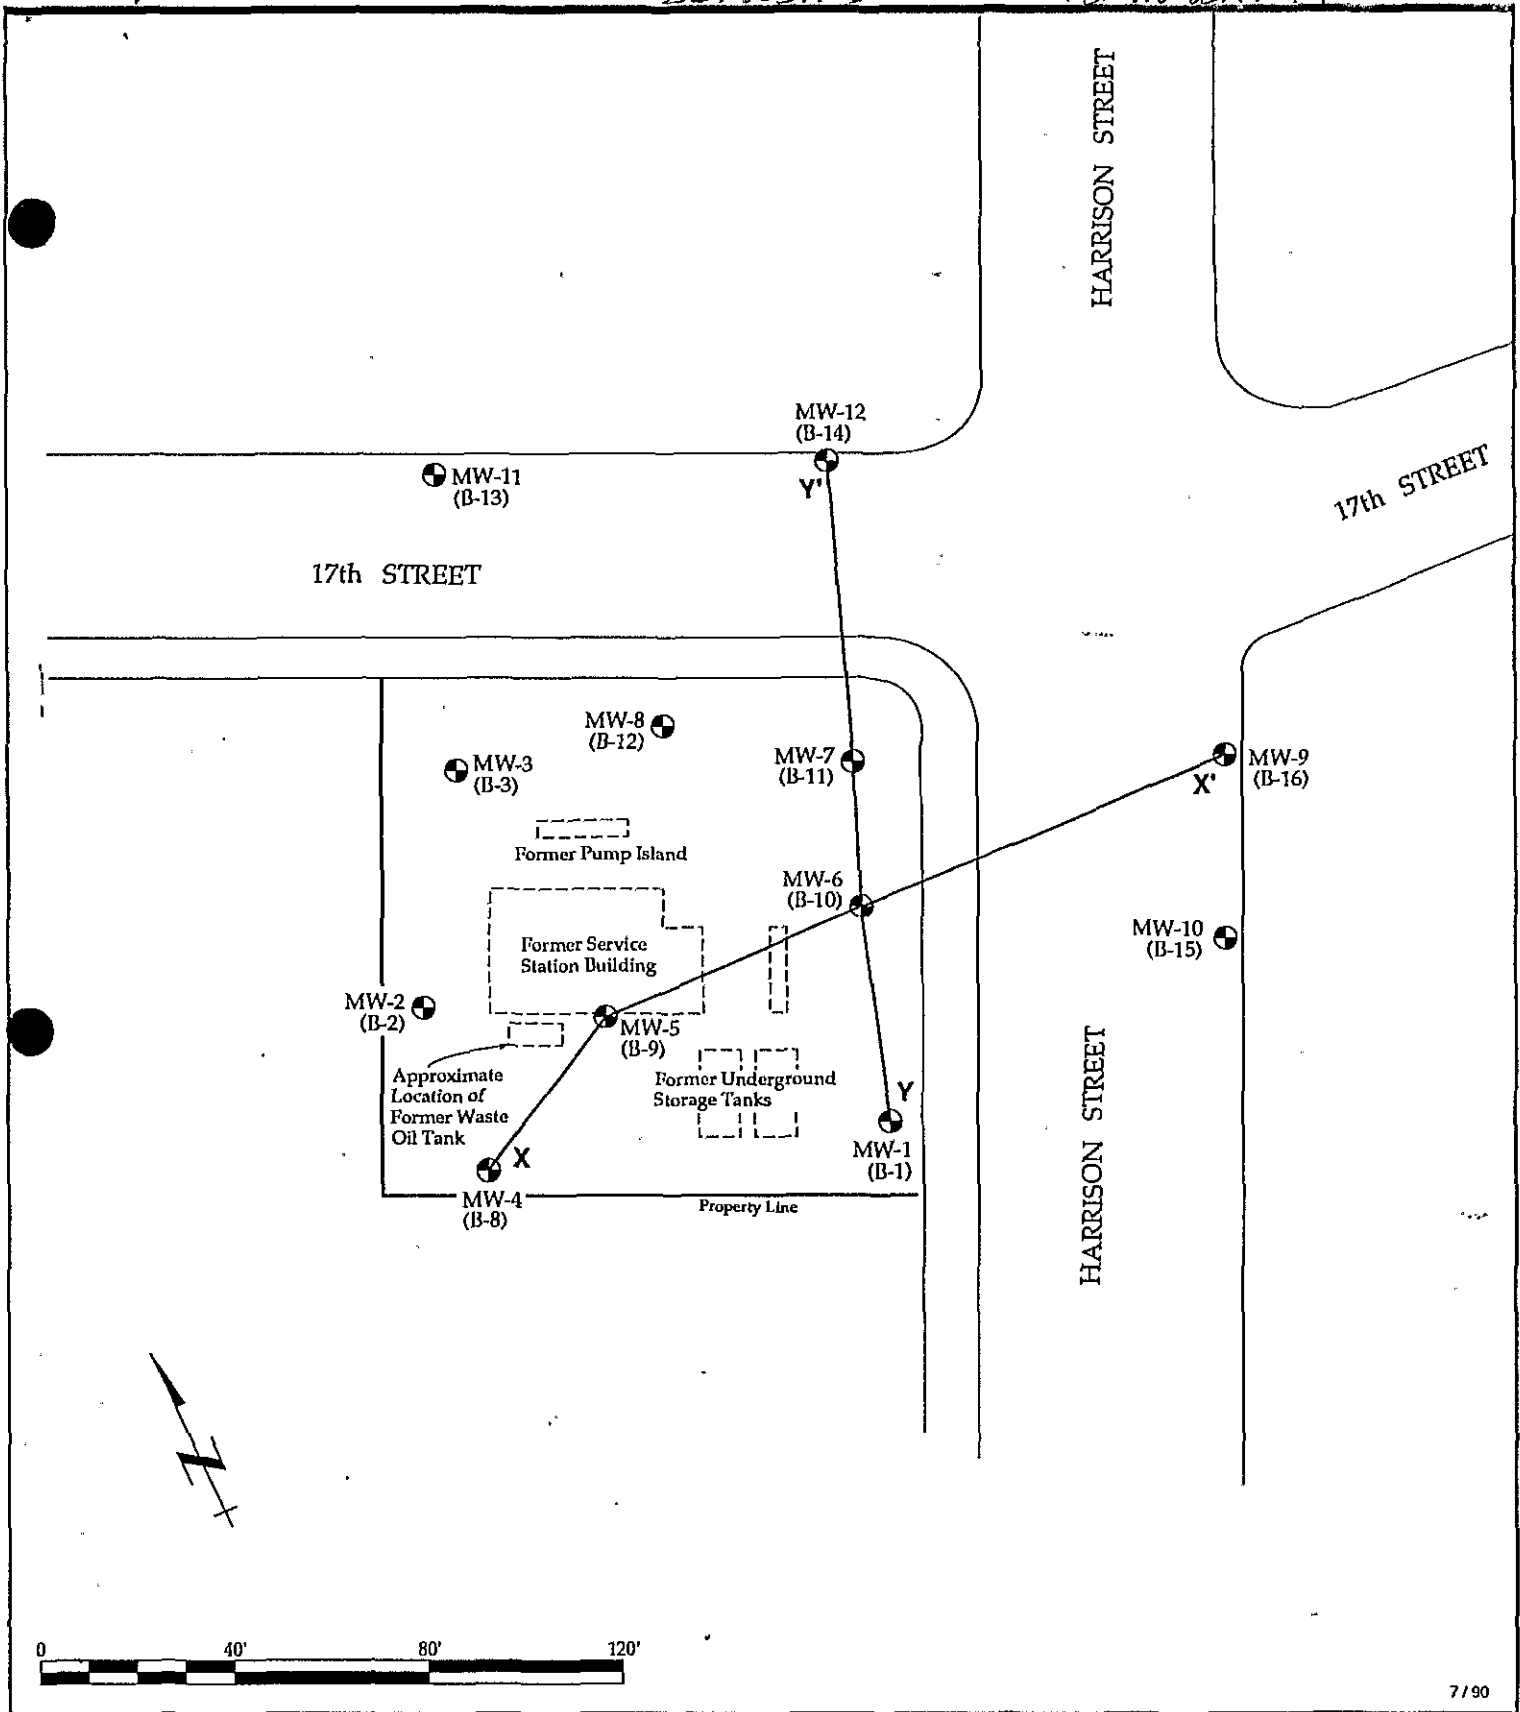 HARRISON STREET
MW-12
(B-14)
Y'
MW-11
(B-13)
17th STREET
17th STREET
MW-8
(B-12)
MW-3
(B-3)
MW-7
(B-11)
MW-9
(B-16)
X'
Former Pump Island
MW-6
(B-10)
Former Service
Station Building
MW-10
(B-15)
MW-2
(B-2)
MW-5
(B-9)
Approximate
Location of
Former Waste
Oil Tank
Former Underground
Storage Tanks
Y
MW-1
(B-1)
X
MW-4
(B-8)
Property Line
HARRISON STREET
N
0 40' 80' 120'
7 / 90